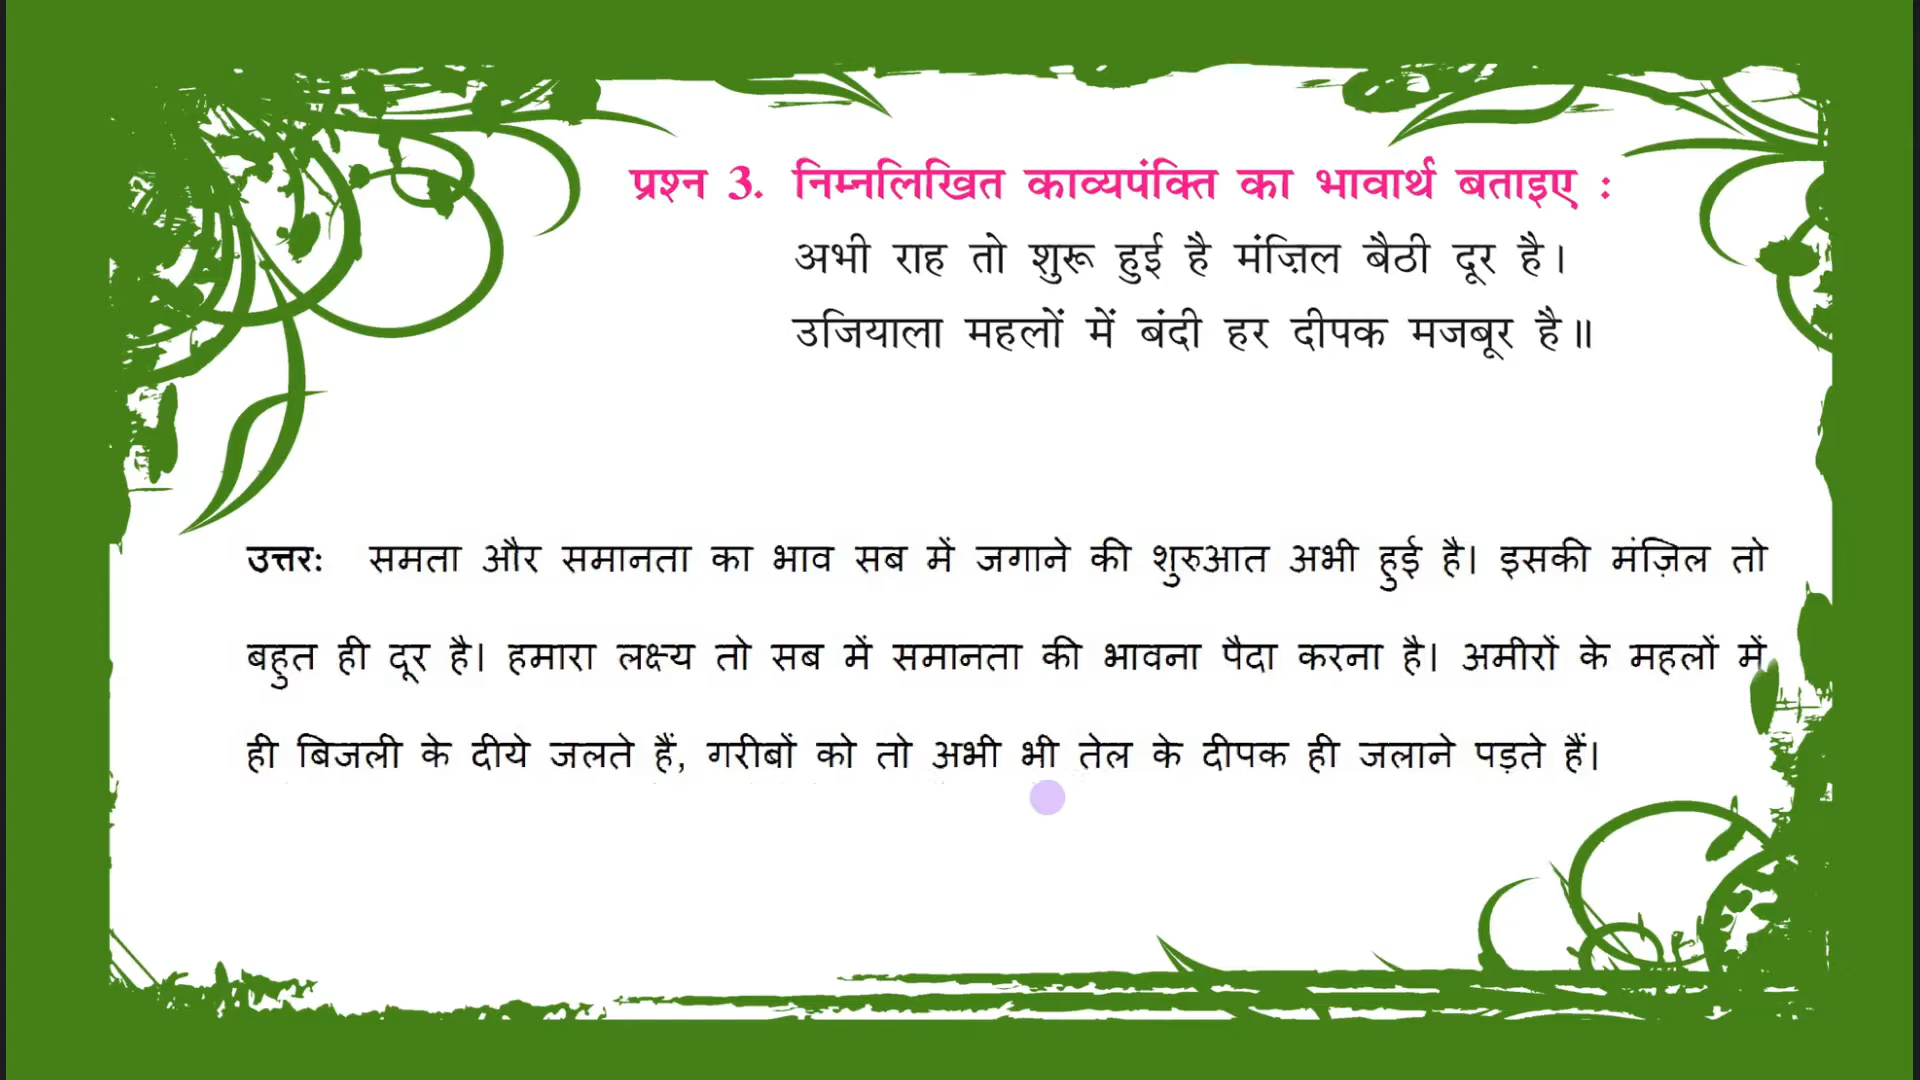 प्रश्न 3. निम्नलिखित काव्यपंक्ति का भावार्थ बताइए :
अभी राह तो शुरू हुई है मंज़िल बैठी दूर है।
उजियाला महलों में बंदी हर दीपक मजबूर है॥
उत्तरः समता और समानता का भाव सब में जगाने की शुरुआत अभी हुई है। इसकी मंज़िल तो
बहुत ही दूर है। हमारा लक्ष्य तो सब में समानता की भावना पैदा करना है। अमीरों के महलों में
ही बिजली के दीये जलते हैं, गरीबों को तो अभी भी तेल के दीपक ही जलाने पड़ते हैं।